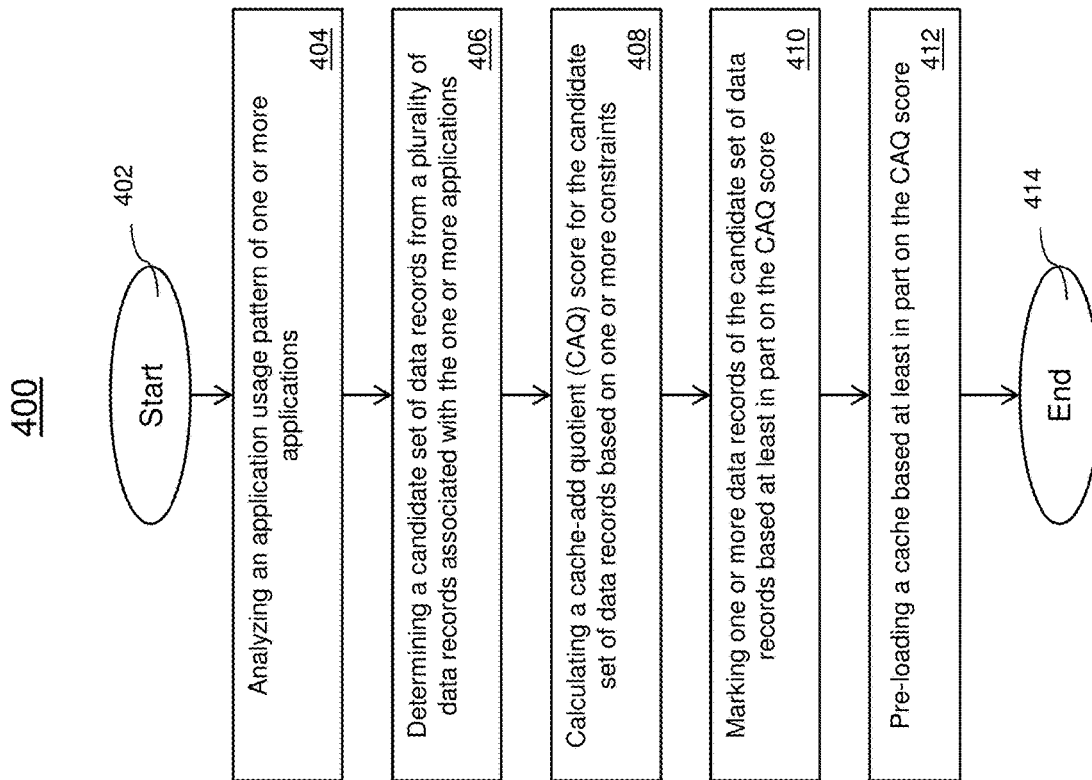 400
402
Start
Analyzing an application usage pattern of one or more
applications
404
Determining a candidate set of data records from a plurality of
data records associated with the one or more applications
406
Calculating a cache-add quotient (CAQ) score for the candidate
set of data records based on one or more constraints
408
Marking one or more data records of the candidate set of data
records based at least in part on the CAQ score
410
Pre-loading a cache based at least in part on the CAQ score
412
414
End